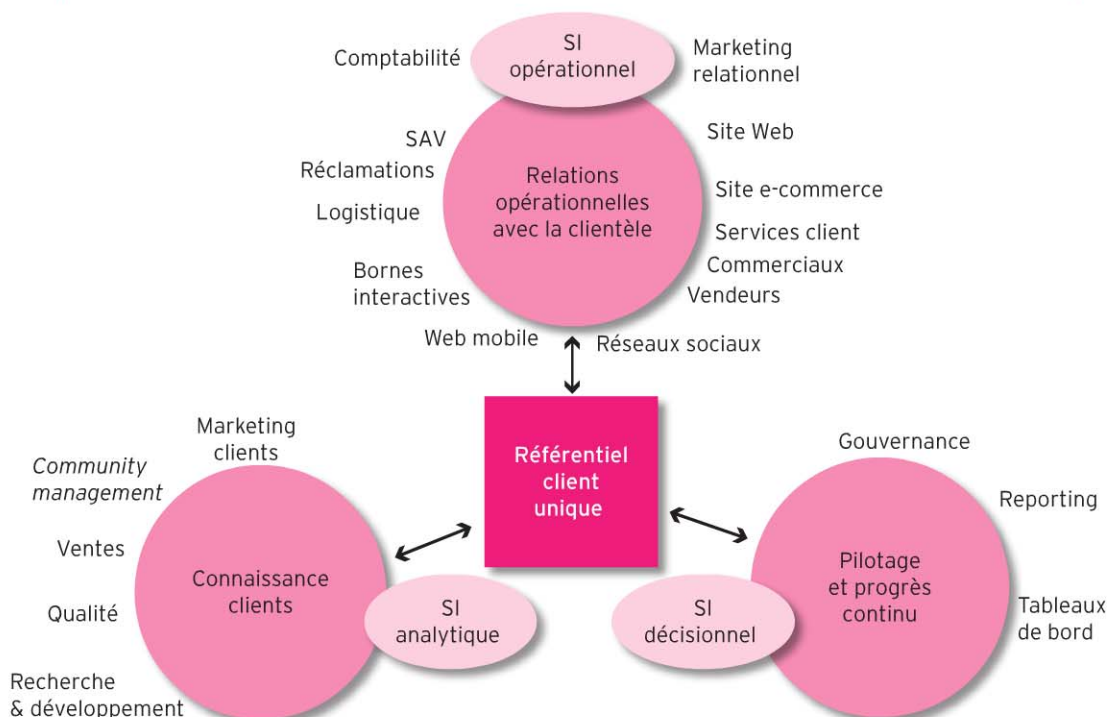 SI
opérationnel
Comptabilité
Marketing
relationnel
SAV
Réclamations
Logistique
Bornes
interactives
Web mobile
Relations
opérationnelles
avec la clientèle
Site Web
Site e-commerce
Services client
Commerciaux
Vendeurs
Réseaux sociaux
Référentiel
client
unique
Marketing
clients
Community
management
Ventes
Qualité
Recherche
& développement
Connaissance
clients
SI
analytique
Gouvernance
Reporting
Tableaux
de bord
Pilotage
et progrès
continu
SI
décisionnel